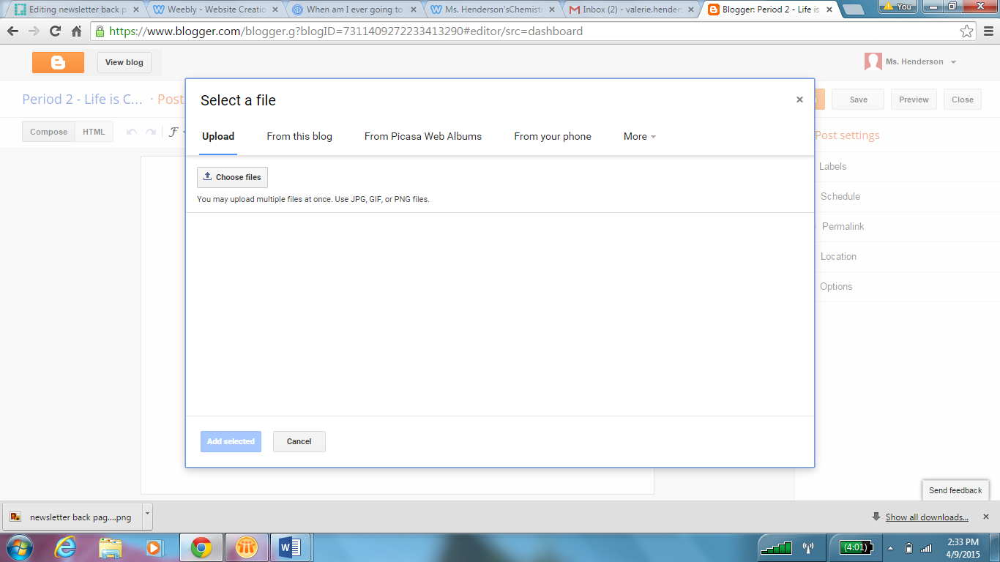 Editing newsletter back p
Weebly - Website Creatio
When am I ever going to
Ms. Henderson'sChemist
Inbox (2) - valerie.hender
Blogger: Period 2 - Life is
You
https://www.blogger.com/blogger.g?blogID=7311409272233413290#editor/src=dashboard
View blog
Ms. Henderson
Period 2 - Life is C... · Post
Save
Preview
Close
Compose
HTML
Select a file
Upload
From this blog
From Picasa Web Albums
From your phone
More
Choose files
You may upload multiple files at once. Use JPG, GIF, or PNG files.
Add selected
Cancel
Post settings
Labels
Schedule
Permalink
Location
Options
Send feedback
newsletter back pag....png
Show all downloads...
(4:01)
2:33 PM
4/9/2015